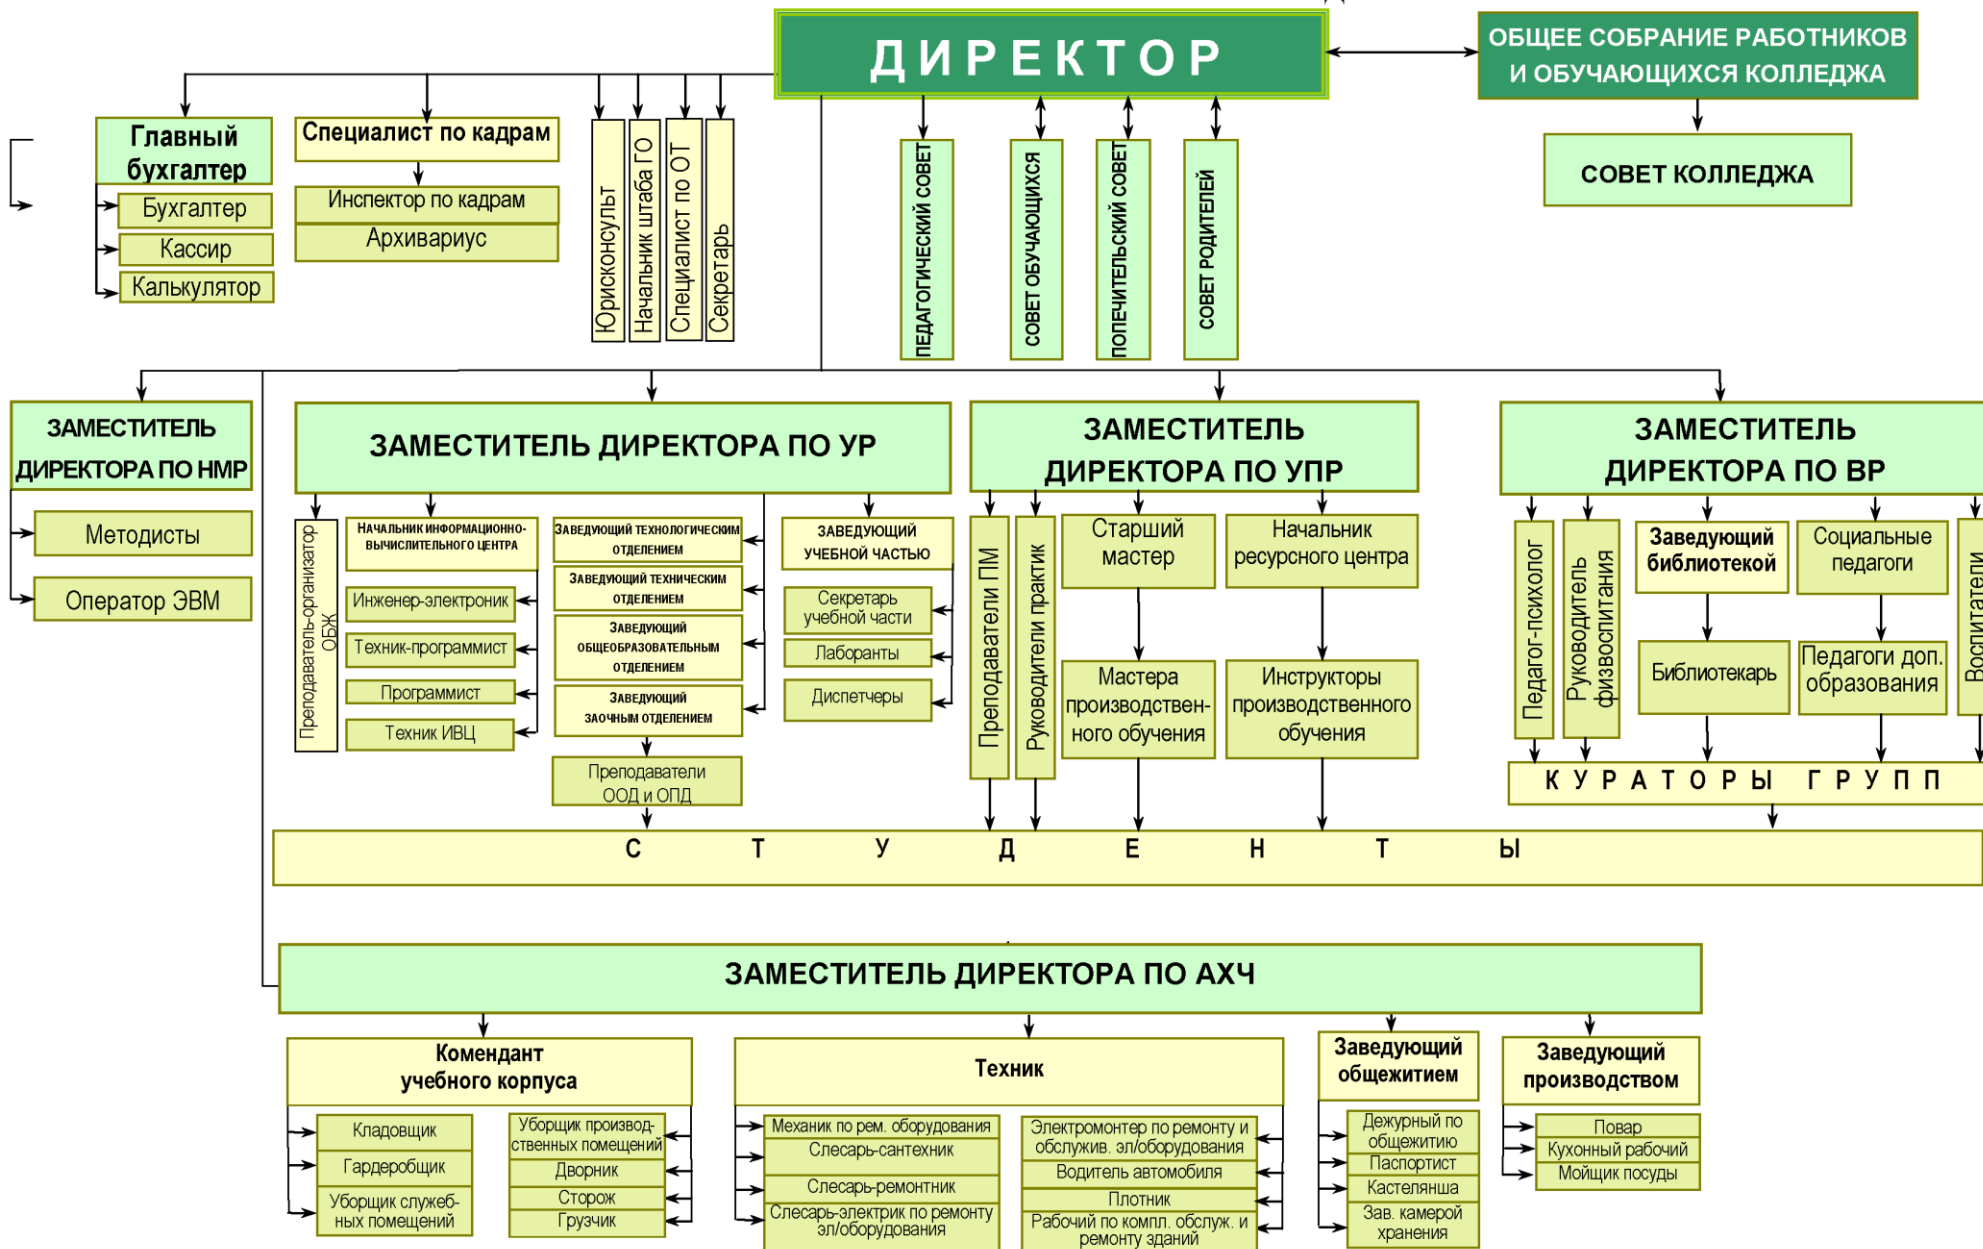 ДИРЕКТОР
ОБЩЕЕ СОБРАНИЕ РАБОТНИКОВ
И ОБУЧАЮЩИХСЯ КОЛЛЕДЖА
СОВЕТ КОЛЛЕДЖА
Главный
бухгалтер
Бухгалтер
Кассир
Калькулятор
Специалист по кадрам
Инспектор по кадрам
Архивариус
Юрисконсульт
Начальник штаба ГО
Специалист по ОТ
Секретарь
ПЕДАГОГИЧЕСКИЙ СОВЕТ
СОВЕТ ОБУЧАЮЩИХСЯ
ПОПЕЧИТЕЛЬСКИЙ СОВЕТ
СОВЕТ РОДИТЕЛЕЙ
ЗАМЕСТИТЕЛЬ
ДИРЕКТОРА ПО НМР
Методисты
Оператор ЭВМ
ЗАМЕСТИТЕЛЬ ДИРЕКТОРА ПО УР
Преподаватель-организатор
ОБЖ
НАЧАЛЬНИК ИНФОРМАЦИОННО-
ВЫЧИСЛИТЕЛЬНОГО ЦЕНТРА
Инженер-электроник
Техник-программист
Программист
Техник ИВЦ
ЗАВЕДУЮЩИЙ ТЕХНОЛОГИЧЕСКИМ
ОТДЕЛЕНИЕМ
ЗАВЕДУЮЩИЙ ТЕХНИЧЕСКИМ
ОТДЕЛЕНИЕМ
ЗАВЕДУЮЩИЙ
ОБЩЕОБРАЗОВАТЕЛЬНЫМ
ОТДЕЛЕНИЕМ
ЗАВЕДУЮЩИЙ
ЗАОЧНЫМ ОТДЕЛЕНИЕМ
Преподаватели
ООД и ОПД
ЗАВЕДУЮЩИЙ
УЧЕБНОЙ ЧАСТЬЮ
Секретарь
учебной части
Лаборанты
Диспетчеры
ЗАМЕСТИТЕЛЬ
ДИРЕКТОРА ПО УПР
Преподаватели ПМ
Руководители практик
Старший
мастер
Мастера
производствен-
ного обучения
Начальник
ресурсного центра
Инструкторы
производственного
обучения
ЗАМЕСТИТЕЛЬ
ДИРЕКТОРА ПО ВР
Педагог-психолог
Руководитель
физвоспитания
Заведующий
библиотекой
Библиотекарь
Социальные
педагоги
Педагоги доп.
образования
Воспитатели
КУРАТОРЫ ГРУПП
СТУДЕНТЫ
ЗАМЕСТИТЕЛЬ ДИРЕКТОРА ПО АХЧ
Комендант
учебного корпуса
Кладовщик
Гардеробщик
Уборщик служеб-
ных помещений
Уборщик производ-
ственных помещений
Дворник
Сторож
Грузчик
Техник
Механик по рем. оборудования
Слесарь-сантехник
Слесарь-ремонтник
Слесарь-электрик по ремонту
эл/оборудования
Электромонтер по ремонту и
обслужив. эл/оборудования
Водитель автомобиля
Плотник
Рабочий по компл. обслуж. и
ремонту зданий
Заведующий
общежитием
Дежурный по
общежитию
Паспортист
Кастелянша
Зав. камерой
хранения
Заведующий
производством
Повар
Кухонный рабочий
Мойщик посуды